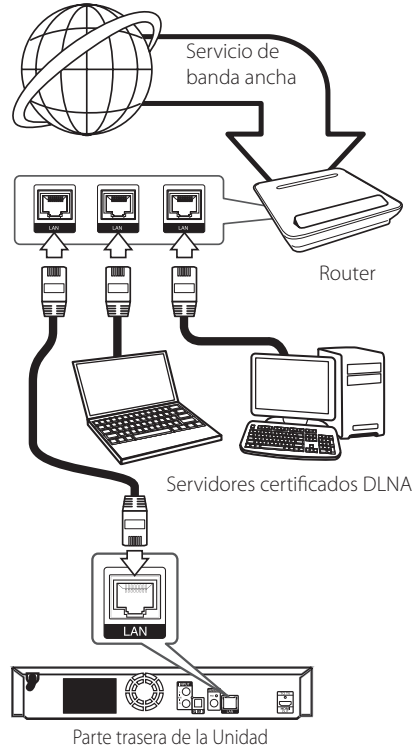 Servicio de
banda ancha
LAN
LAN
LAN
Router
Servidores certificados DLNA
LAN
Parte trasera de la Unidad